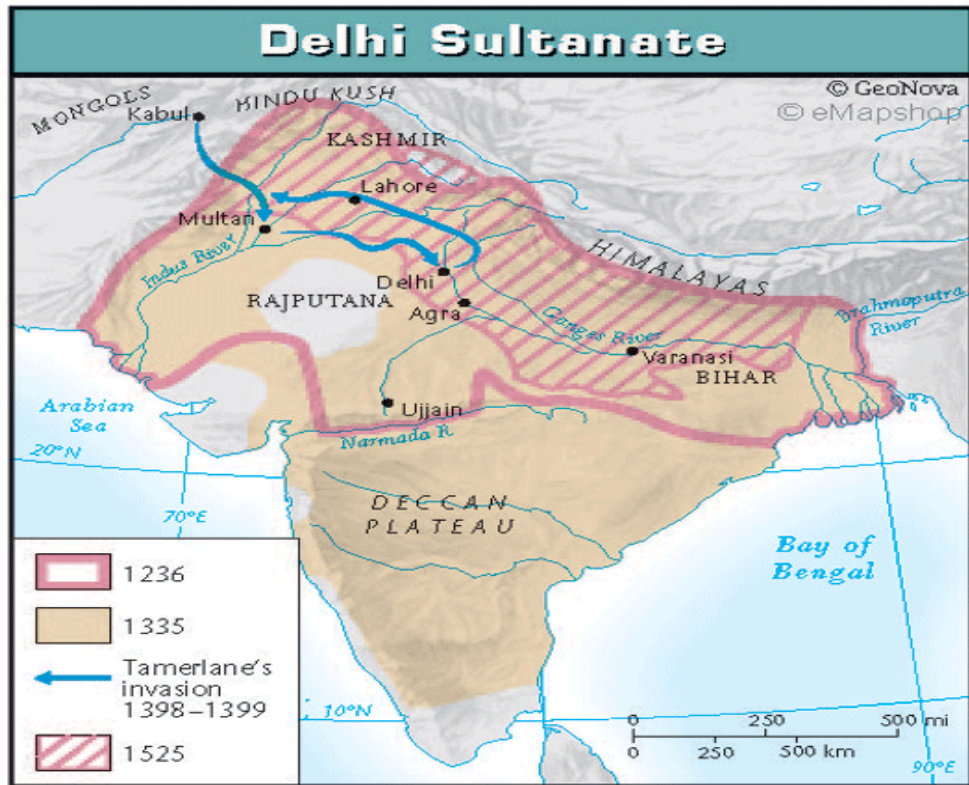 Delhi Sultanate
© GeoNova
© eMapshop
MONGOLS
HINDU KUSH
Kabul
KASHMIR
Lahore
Multan
Indus River
HIMALAYAS
Delhi
RAJPUTANA
Agra
Ganges River
Brahmaputra
River
Varanasi
BIHAR
Arabian
Sea
Ujjain
Narmada R
20°N
70°E
DECCAN
PLATEAU
Bay of
Bengal
1236
1335
Tamerlane's
invasion
1398–1399
1525
10°N
0 250 500 mi
0 250 500 km
90°E